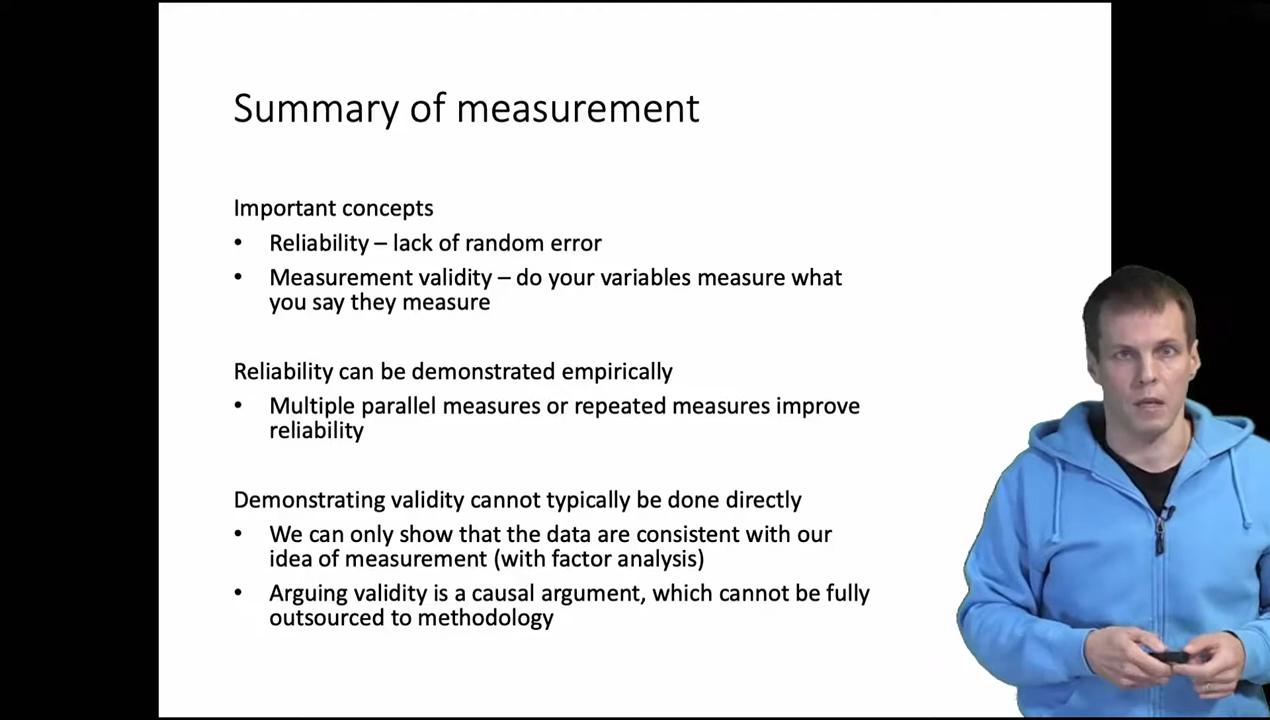 Summary of measurement
Important concepts
• Reliability – lack of random error
• Measurement validity – do your variables measure what
you say they measure
Reliability can be demonstrated empirically
• Multiple parallel measures or repeated measures improve
reliability
Demonstrating validity cannot typically be done directly
• We can only show that the data are consistent with our
idea of measurement (with factor analysis)
• Arguing validity is a causal argument, which cannot be fully
outsourced to methodology